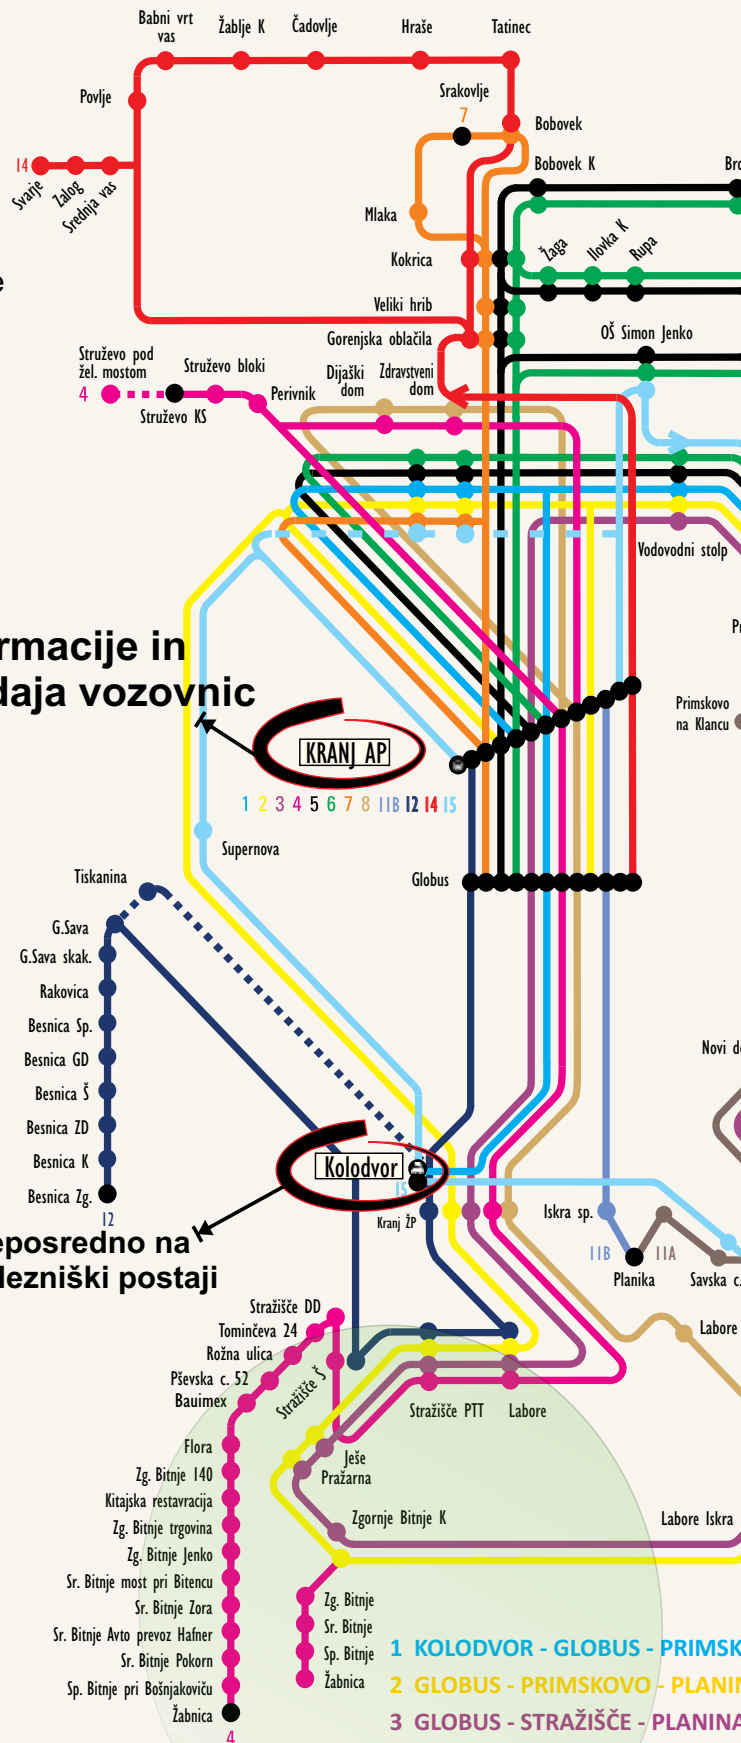 Babni vrt
vas
Žablje K
Čadovlje
Hraše
Tatinec
Povlje
Srakovlje
7
Bobovek
14
Svarje
Zalog
Srednja vas
Bobovek K
Bro
Mlaka
Žaga
Ilovka K
Rupa
Kokrica
e
Veliki hrib
Gorenjska oblačila
OŠ Simon Jenko
Struževo pod
žel. mostom
4
Struževo bloki
Struževo KS
Perivnik
Dijaški
dom
Zdravstveni
dom
Vodovodni stolp
Pr
rmacije in
daja vozovnic
Primskovo
na Klancu
KRANJ AP
1 2 3 4 5 6 7 8 11B 12 14 15
Supernova
Globus
Tiskanina
G.Sava
G.Sava skak.
Rakovica
Besnica Sp.
Besnica GD
Besnica Š
Besnica ZD
Besnica K
Besnica Zg.
12
Novi d
Kolodvor
15
Kranj ŽP
Iskra sp.
11B
11A
Planika
Savska c.
eposredno na
lezniški postaji
Labore
Stražišče DD
Tominčeva 24
Rožna ulica
Pševska c. 52
Bauimex
Stražišče Š
Stražišče PTT
Labore
Flora
Zg. Bitnje 140
Kitajska restavracija
Zg. Bitnje trgovina
Zg. Bitnje Jenko
Sr. Bitnje most pri Bitencu
Sr. Bitnje Zora
Sr. Bitnje Avto prevoz Hafner
Sr. Bitnje Pokorn
Sp. Bitnje pri Bošnjakoviču
Žabnica
4
Ješe
Pražarna
Zgornje Bitnje K
Labore Iskra
Zg. Bitnje
Sr. Bitnje
Sp. Bitnje
Žabnica
1 KOLODVOR - GLOBUS - PRIMSK
2 GLOBUS - PRIMSKOVO - PLANIN
3 GLOBUS - STRAŽIŠČE - PLANINA